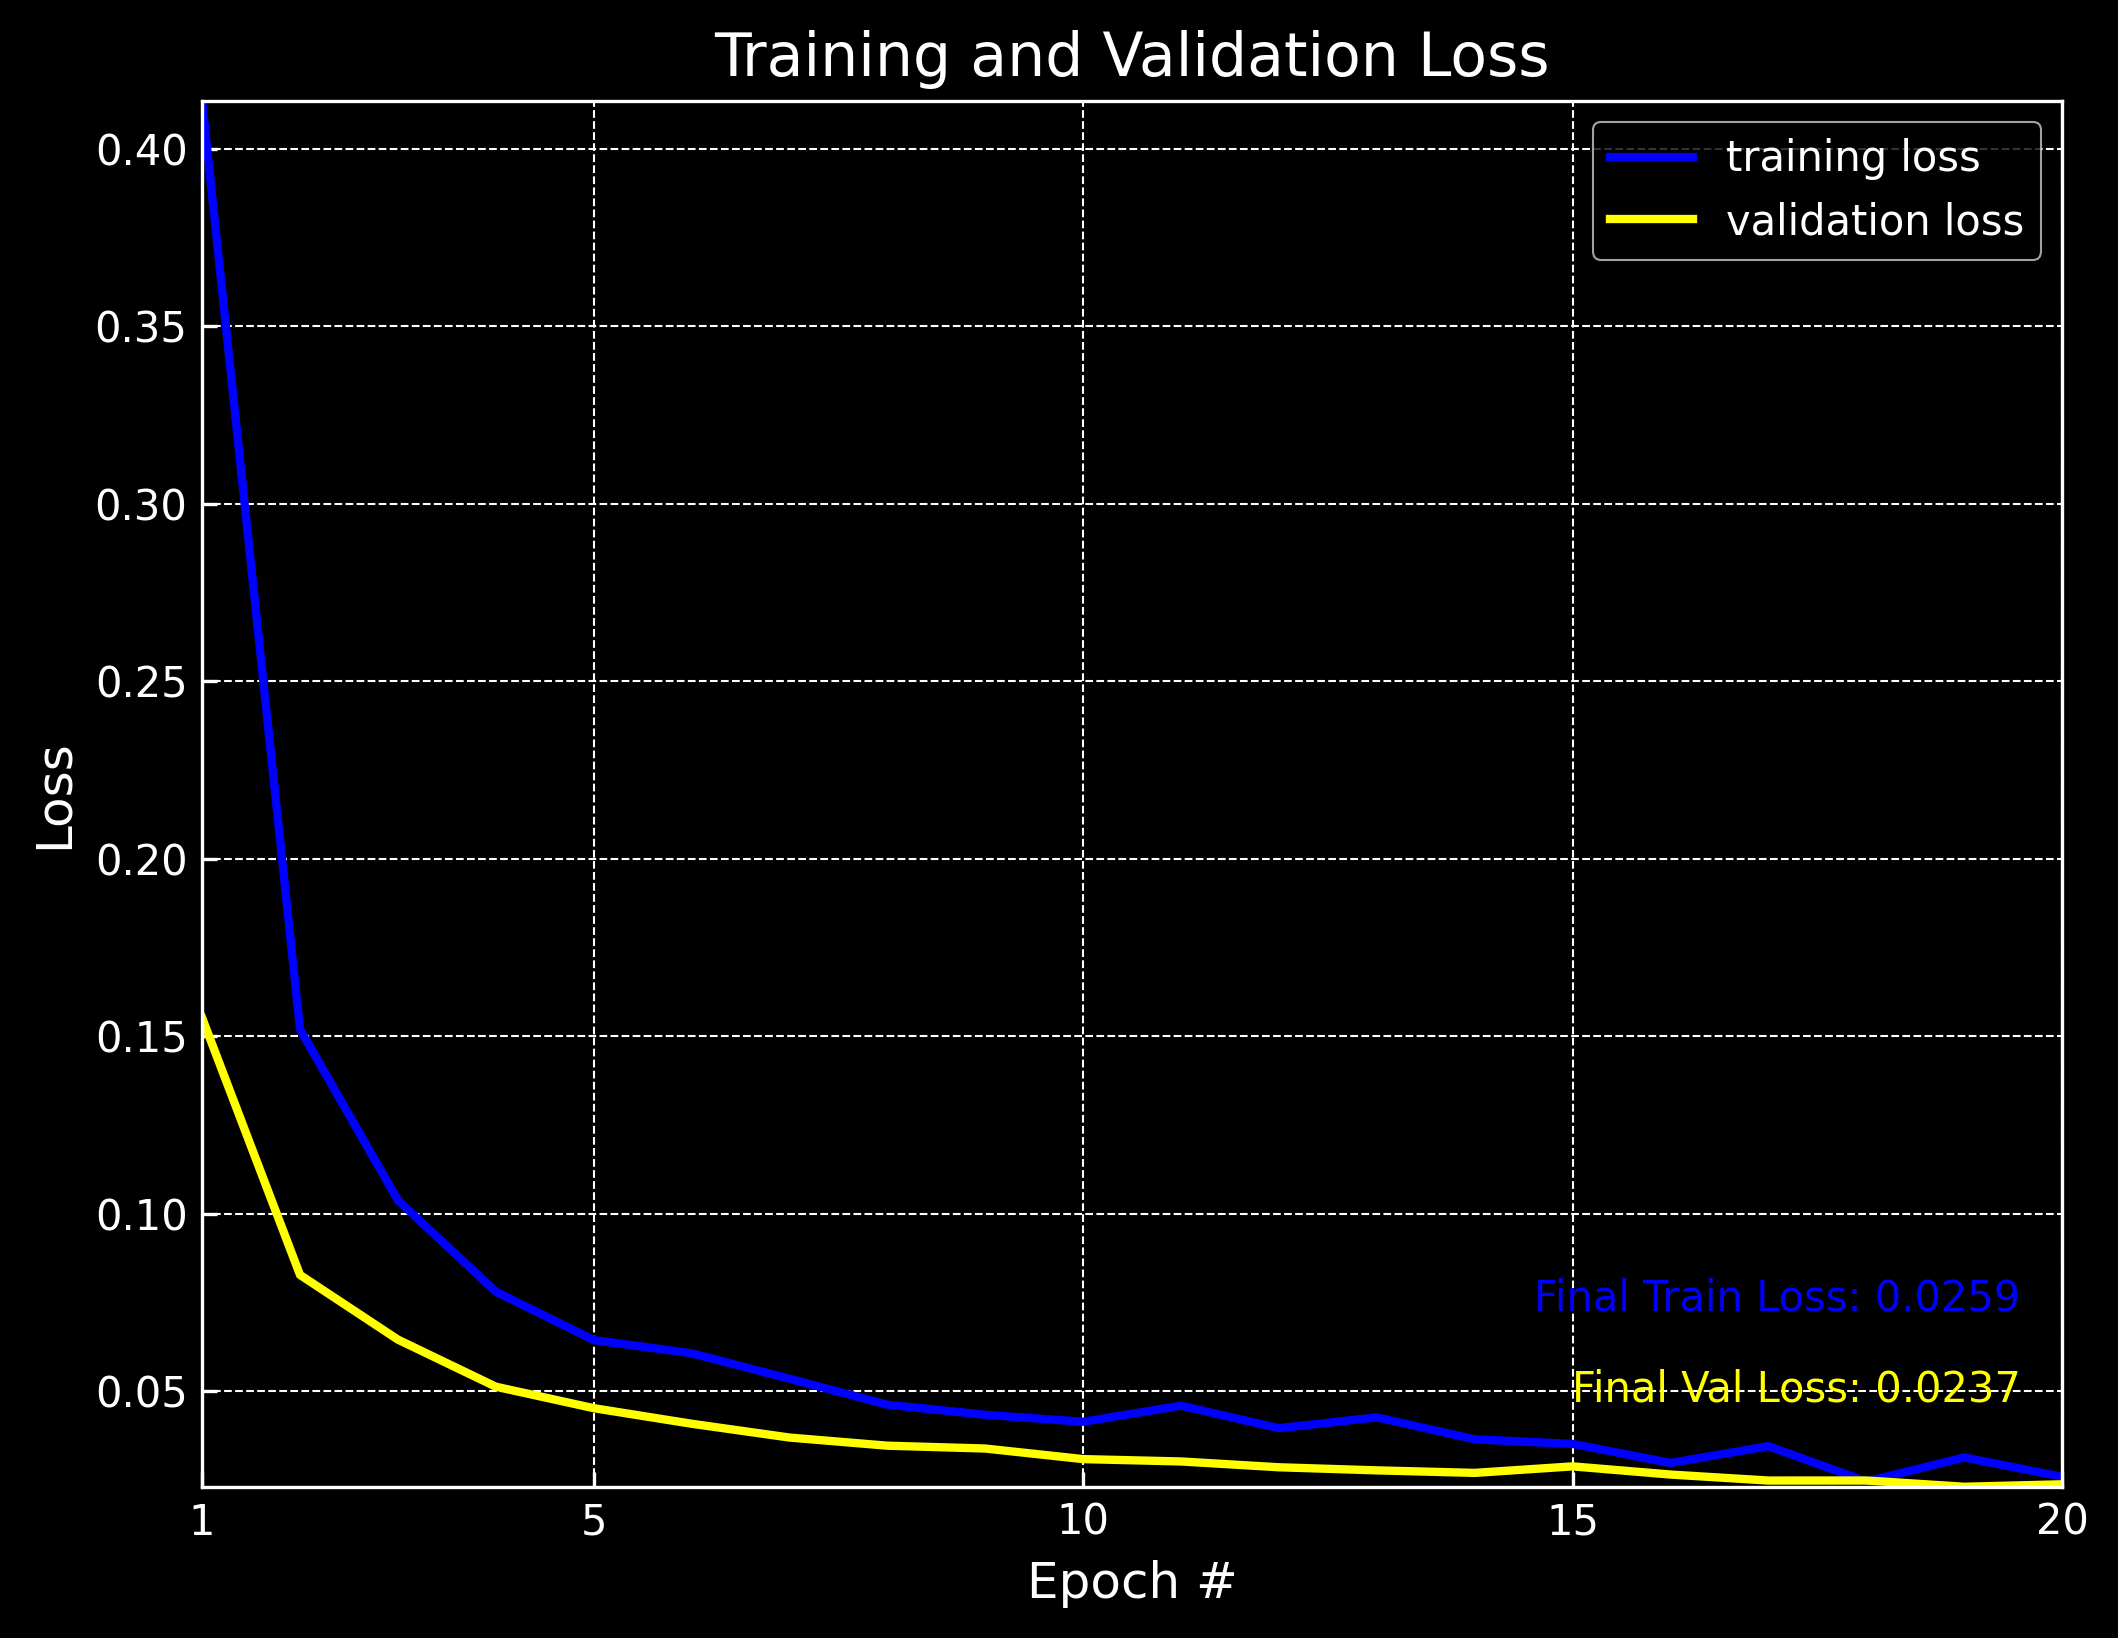 Training and Validation Loss
training loss
validation loss
0.40
0.35
0.30
0.25
0.20
0.15
0.10
0.05
Loss
Final Train Loss: 0.0259
Final Val Loss: 0.0237
1 5 10 15 20
Epoch #